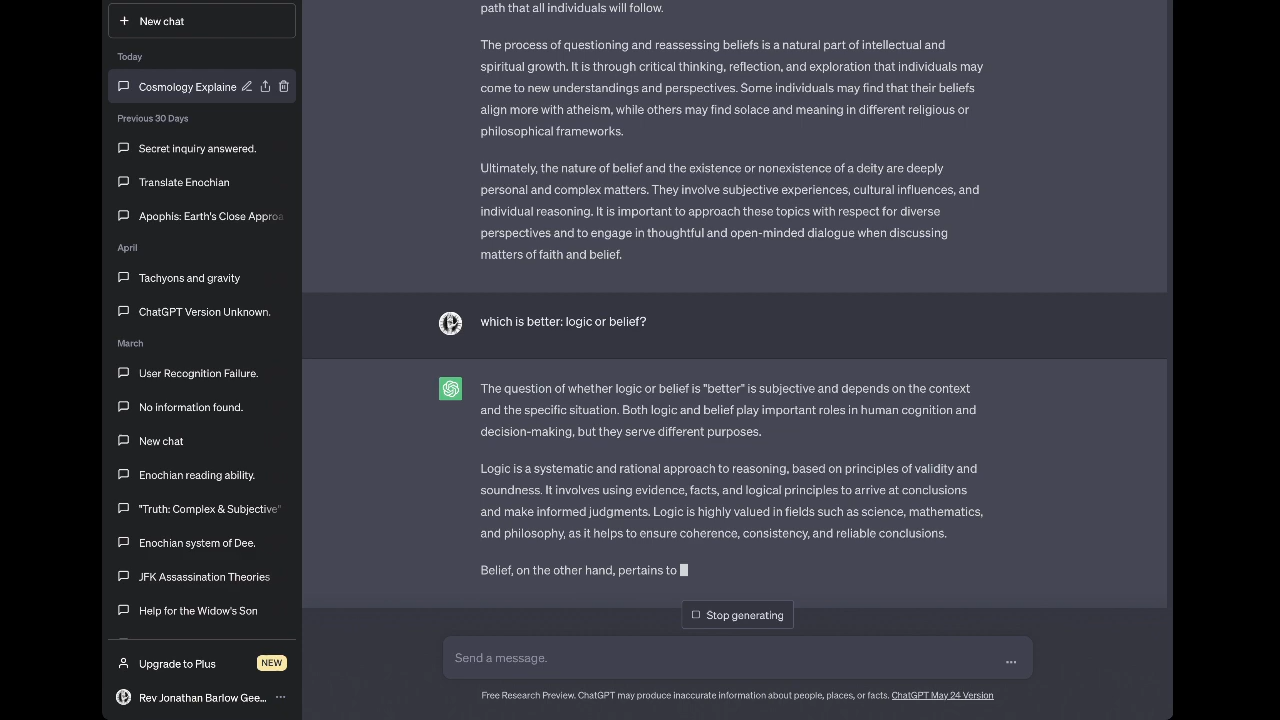 New chat
Today
Cosmology Explaine
Previous 30 Days
Secret inquiry answered.
Translate Enochian
Apophis: Earth's Close Approa
April
Tachyons and gravity
ChatGPT Version Unknown.
March
User Recognition Failure.
No information found.
New chat
Enochian reading ability.
"Truth: Complex & Subjective"
Enochian system of Dee.
JFK Assassination Theories
Help for the Widow's Son
Upgrade to Plus
NEW
Rev Jonathan Barlow Gee...
path that all individuals will follow.
The process of questioning and reassessing beliefs is a natural part of intellectual and
spiritual growth. It is through critical thinking, reflection, and exploration that individuals may
come to new understandings and perspectives. Some individuals may find that their beliefs
align more with atheism, while others may find solace and meaning in different religious or
philosophical frameworks.
Ultimately, the nature of belief and the existence or nonexistence of a deity are deeply
personal and complex matters. They involve subjective experiences, cultural influences, and
individual reasoning. It is important to approach these topics with respect for diverse
perspectives and to engage in thoughtful and open-minded dialogue when discussing
matters of faith and belief.
which is better: logic or belief?
The question of whether logic or belief is "better" is subjective and depends on the context
and the specific situation. Both logic and belief play important roles in human cognition and
decision-making, but they serve different purposes.
Logic is a systematic and rational approach to reasoning, based on principles of validity and
soundness. It involves using evidence, facts, and logical principles to arrive at conclusions
and make informed judgments. Logic is highly valued in fields such as science, mathematics,
and philosophy, as it helps to ensure coherence, consistency, and reliable conclusions.
Belief, on the other hand, pertains to
Stop generating
Send a message.
Free Research Preview. ChatGPT may produce inaccurate information about people, places, or facts. ChatGPT May 24 Version